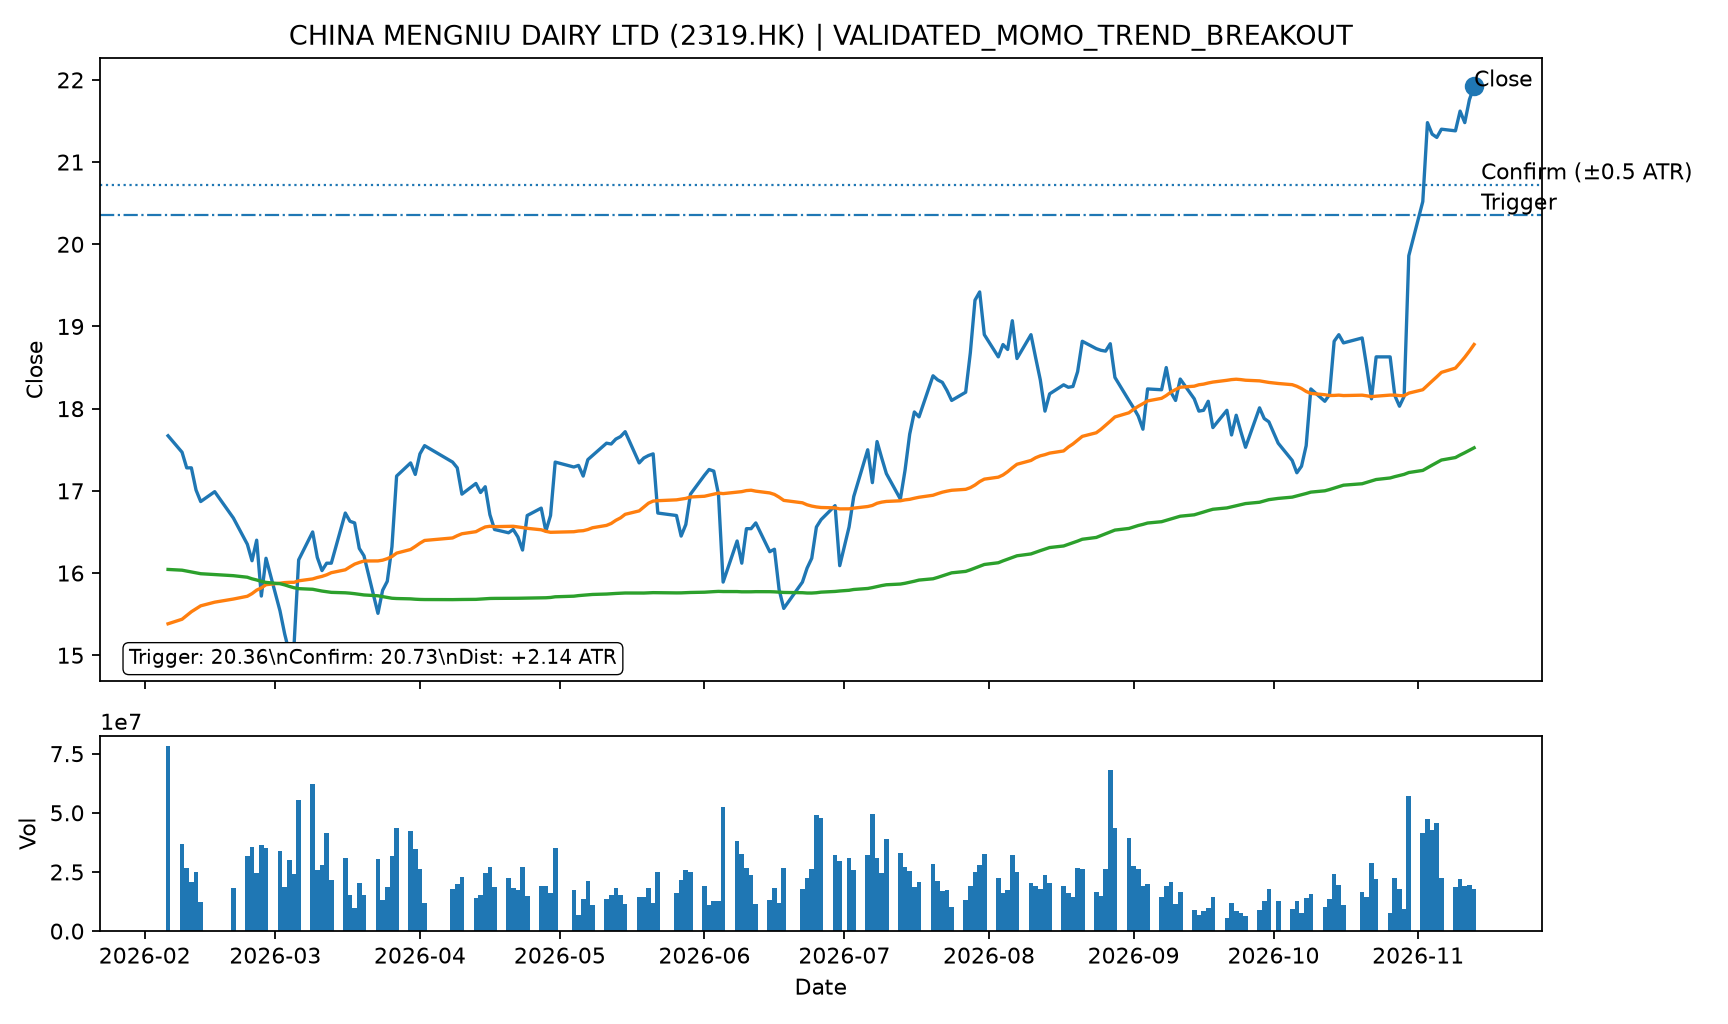 CHINA MENGNIU DAIRY LTD (2319.HK) | VALIDATED_MOMO_TREND_BREAKOUT
22
21
20
19
18
17
16
15
Close
Close
Confirm (±0.5 ATR)
Trigger
Trigger: 20.36\nConfirm: 20.73\nDist: +2.14 ATR
1e7
7.5
5.0
2.5
0.0
Vol
2026-02 2026-03 2026-04 2026-05 2026-06 2026-07 2026-08 2026-09 2026-10 2026-11
Date